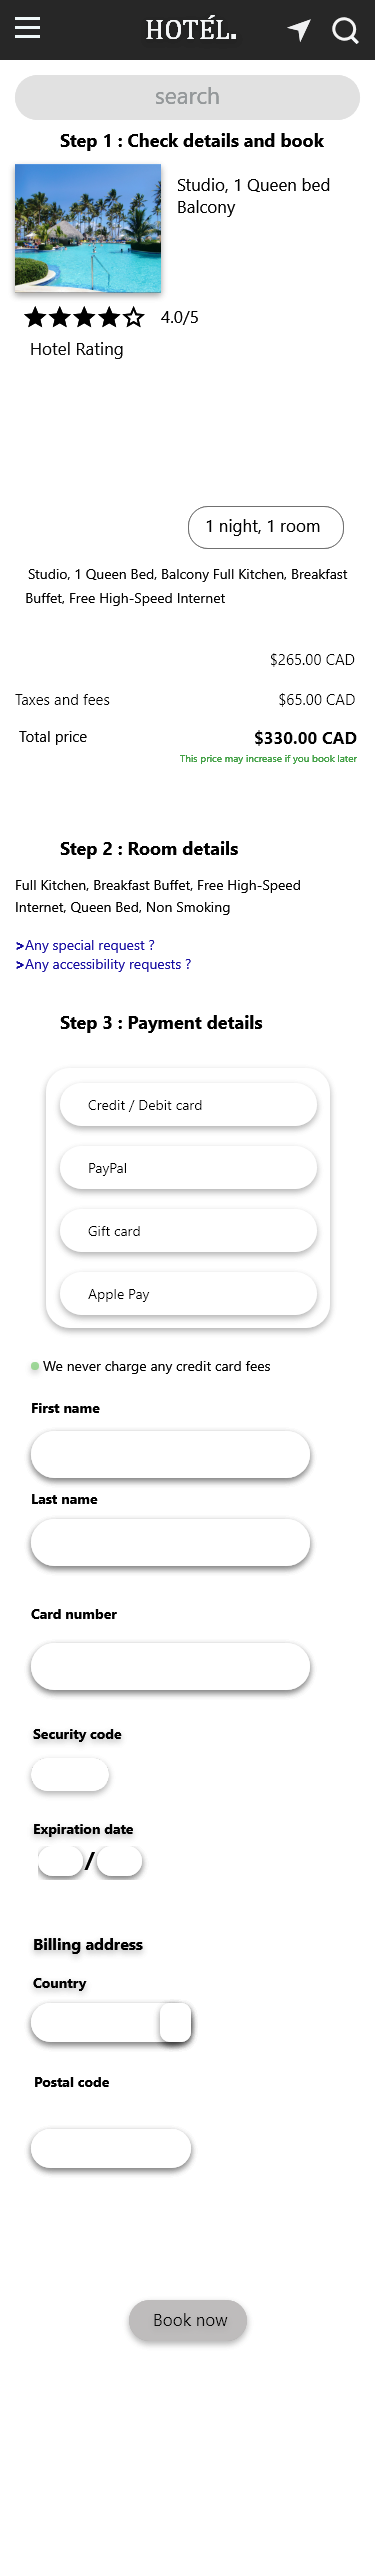 HOTÉL.
search
Step 1 : Check details and book
Studio, 1 Queen bed
Balcony
4.0/5
Hotel Rating
1 night, 1 room
Studio, 1 Queen Bed, Balcony Full Kitchen, Breakfast
Buffet, Free High-Speed Internet
$265.00 CAD
Taxes and fees $65.00 CAD
Total price $330.00 CAD
This price may increase if you book later
Step 2 : Room details
Full Kitchen, Breakfast Buffet, Free High-Speed
Internet, Queen Bed, Non Smoking
>Any special request ?
>Any accessibility requests ?
Step 3 : Payment details
Credit / Debit card
PayPal
Gift card
Apple Pay
We never charge any credit card fees
First name
Last name
Card number
Security code
Expiration date
/
Billing address
Country
Postal code
Book now